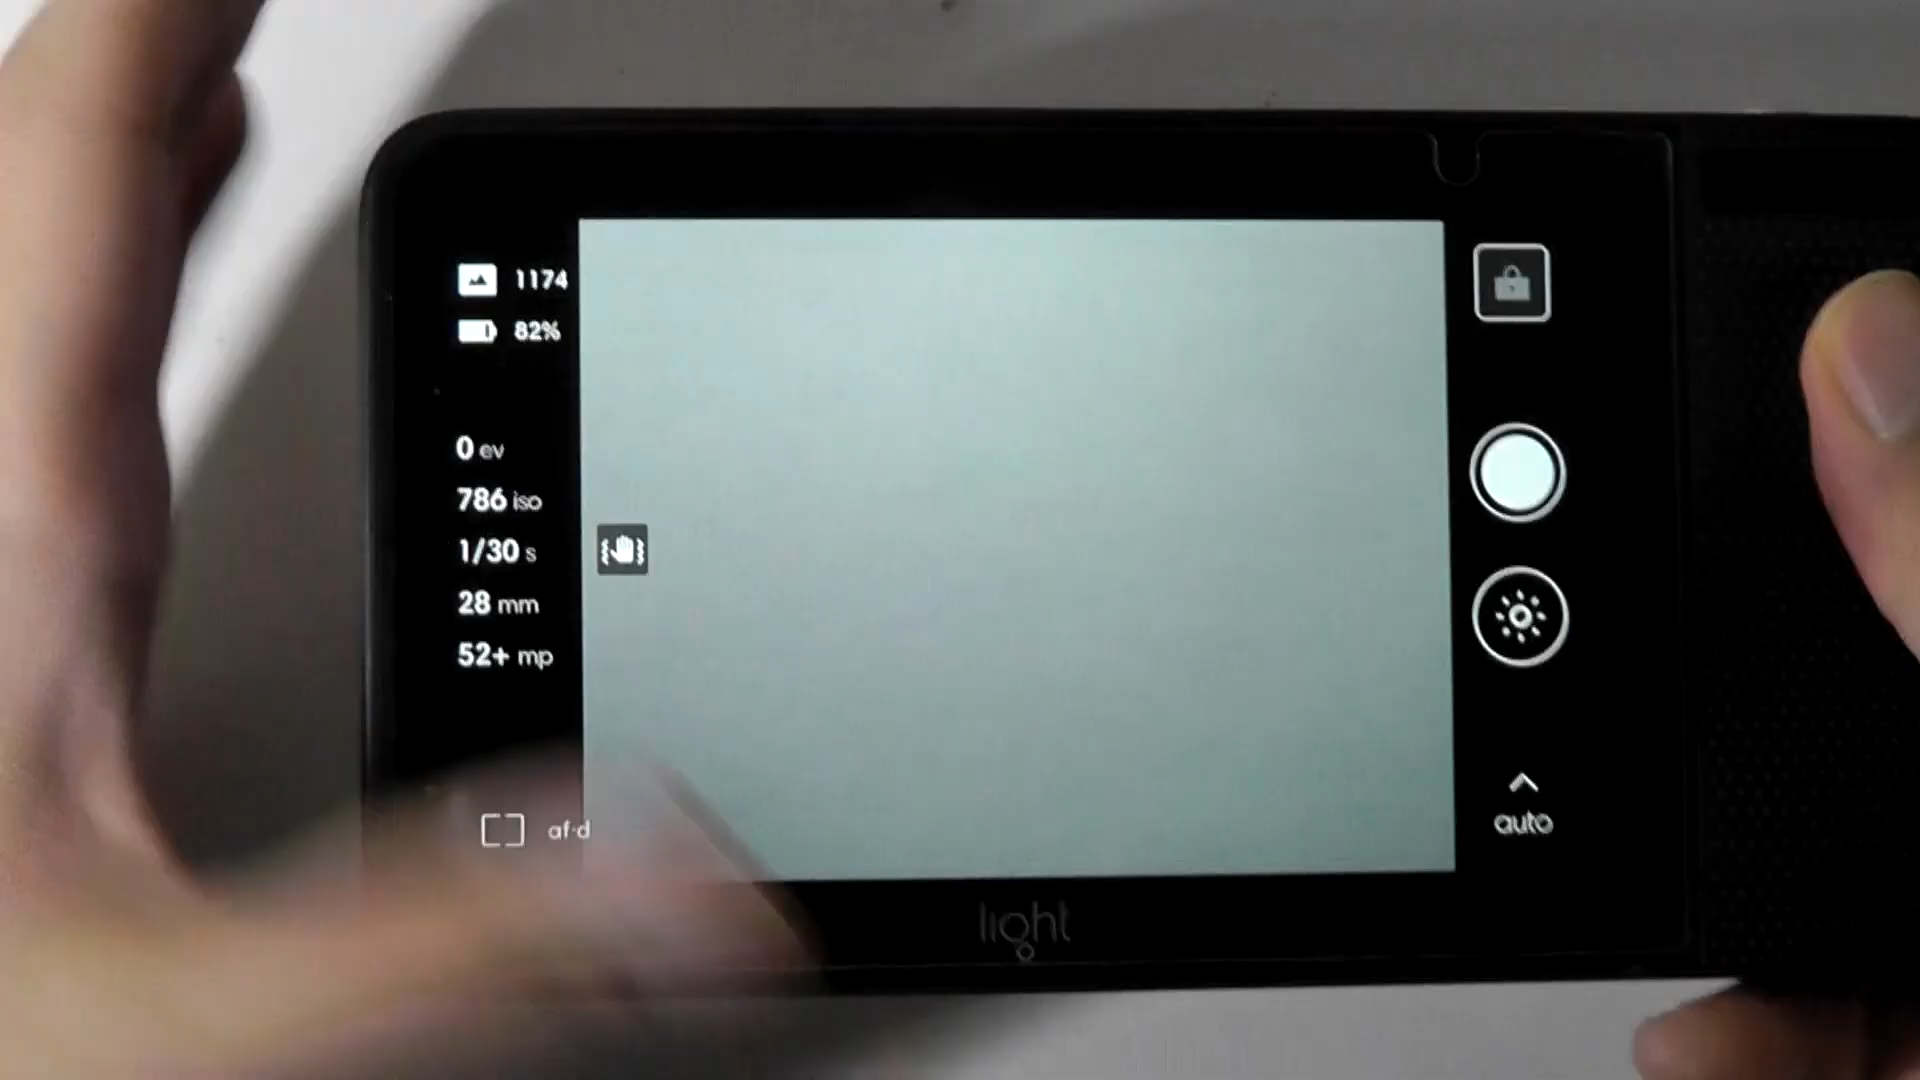 1174
82%
0 ev
786 iso
1/30 s
28 mm
52+ mp
af-d
auto
light